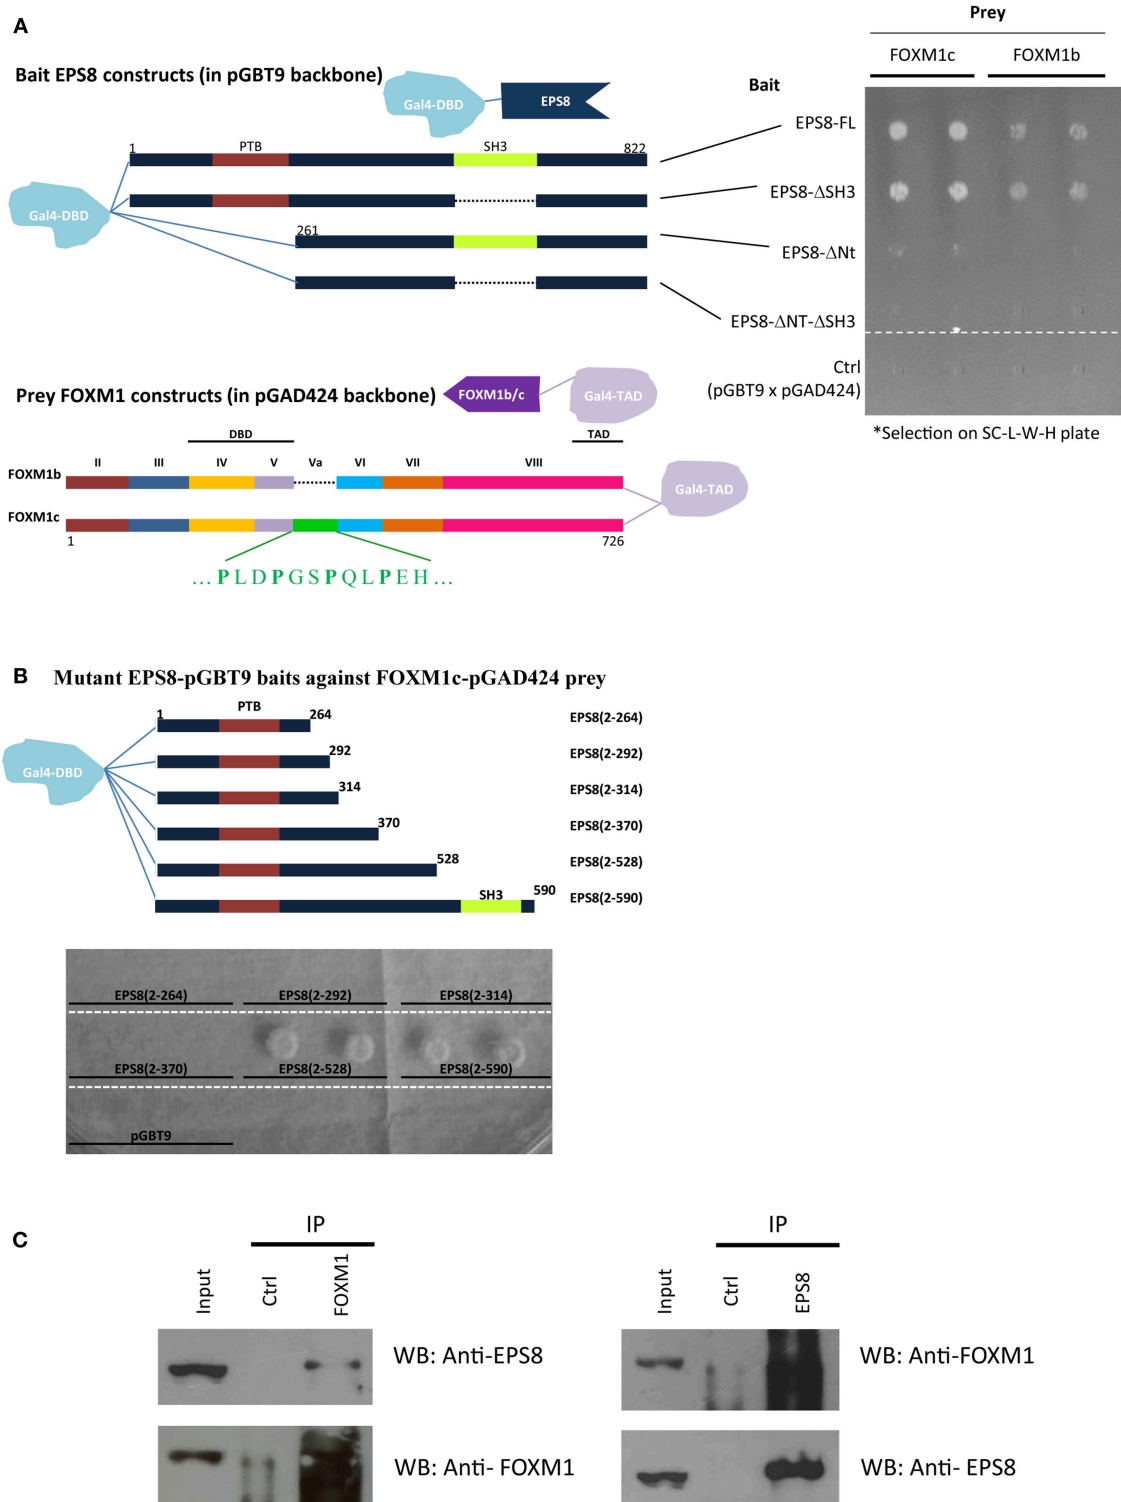 A
Prey
FOXM1c FOXM1b
Bait EPS8 constructs (in pGBT9 backbone)
Gal4-DBD EPS8
Bait
1 PTB SH3 822
EPS8-FL
Gal4-DBD
EPS8-ΔSH3
261
EPS8-ΔNt
EPS8-ΔNT-ΔSH3
Ctrl
(pGBT9 x pGAD424)
*Selection on SC-L-W-H plate
Prey FOXM1 constructs (in pGAD424 backbone)
FOXM1b/c Gal4-TAD
DBD TAD
II III IV V Va VI VII VIII
FOXM1b
Gal4-TAD
FOXM1c
1 726
... P L D P G S P Q L P E H ...
B Mutant EPS8-pGBT9 baits against FOXM1c-pGAD424 prey
1 PTB 264 EPS8(2-264)
Gal4-DBD
292 EPS8(2-292)
314 EPS8(2-314)
370 EPS8(2-370)
528 EPS8(2-528)
SH3 590 EPS8(2-590)
EPS8(2-264) EPS8(2-292) EPS8(2-314)
EPS8(2-370) EPS8(2-528) EPS8(2-590)
pGBT9
C
IP
Input Ctrl FOXM1
WB: Anti-EPS8
WB: Anti- FOXM1
IP
Input Ctrl EPS8
WB: Anti-FOXM1
WB: Anti- EPS8